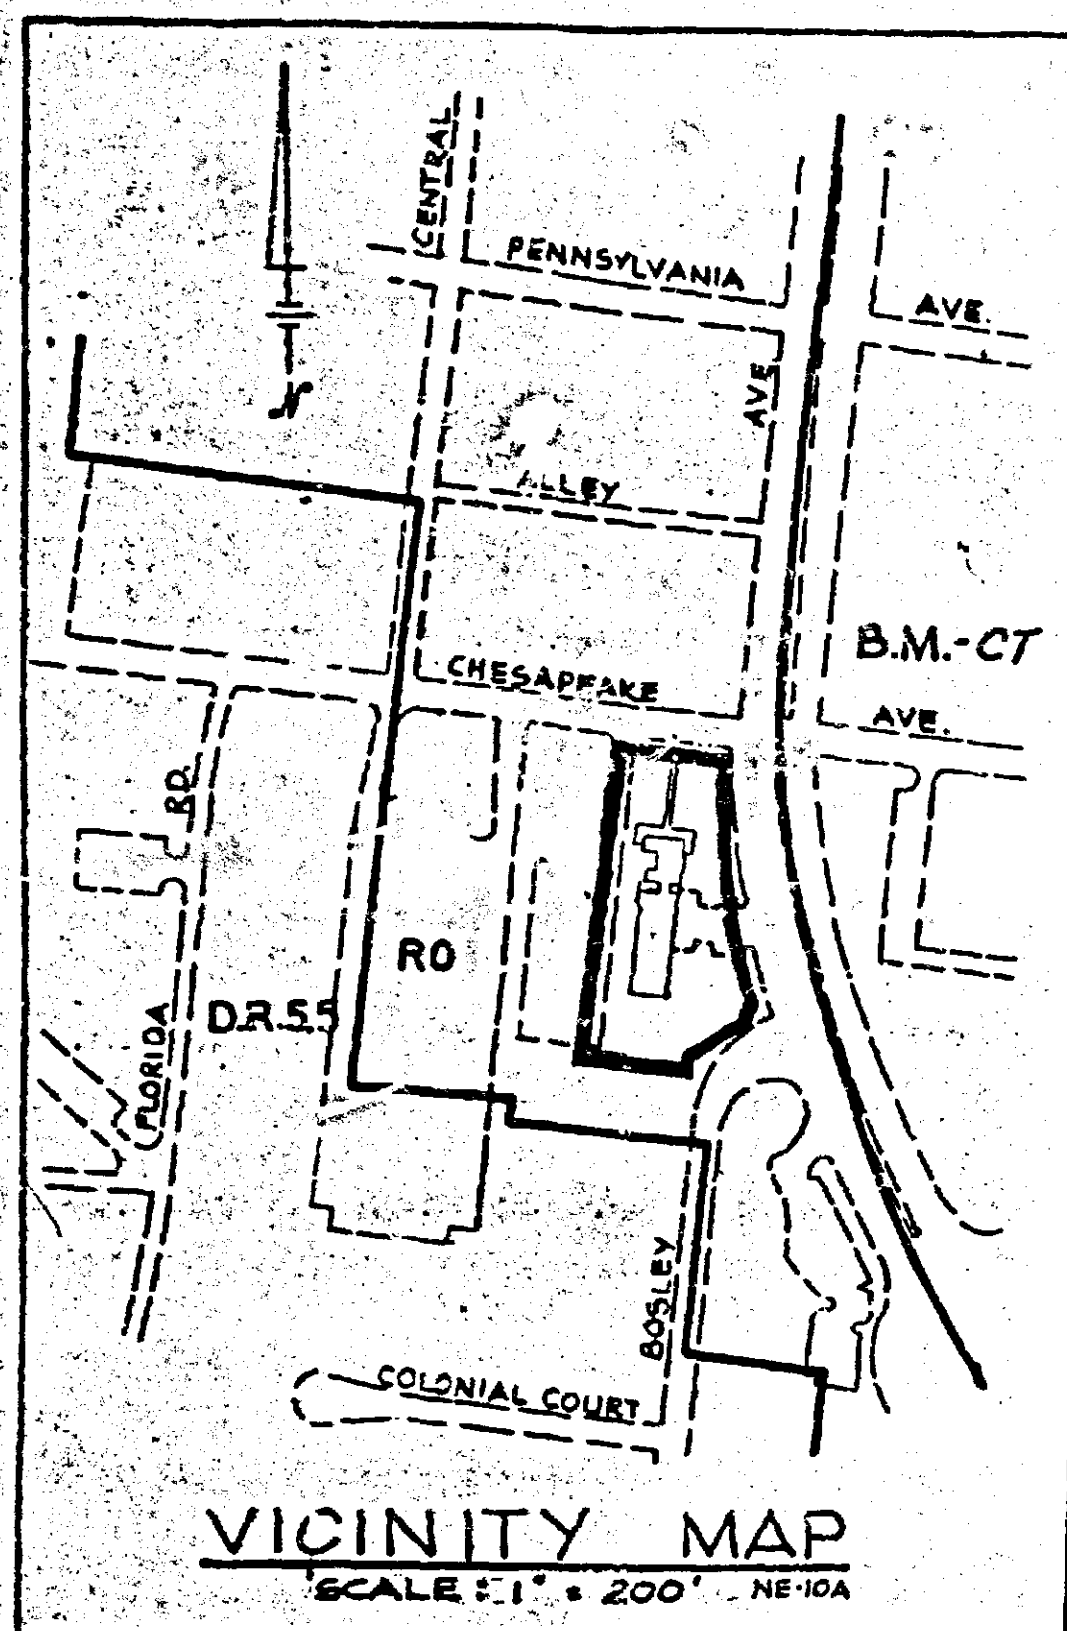 CENTRAL
PENNSYLVANIA
AVE.
AVE
ALLEY
B.M.-CT
CHESAPEAKE
AVE.
RD.
RO
D.R.5.5
FLORIDA
BOSLEY
COLONIAL COURT
VICINITY MAP
SCALE : 1" = 200' NE-10A